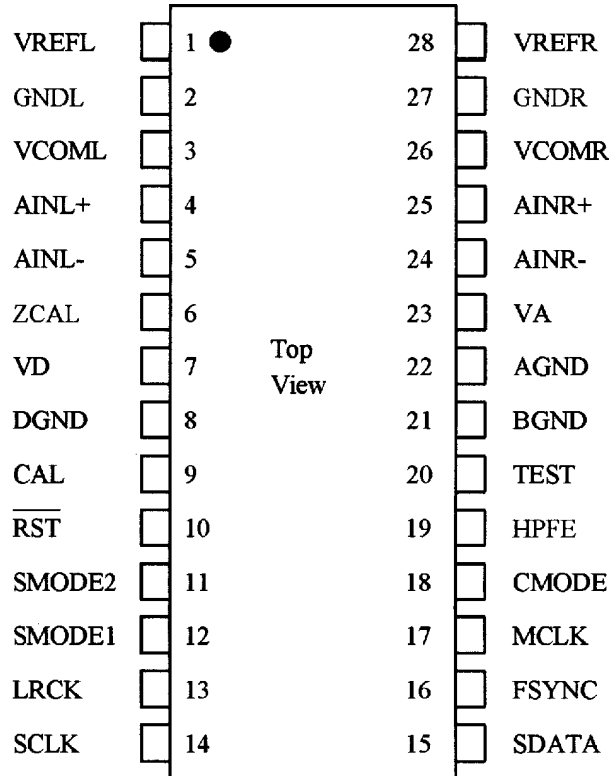 VREFL 1 28 VREFR
GNDL 2 27 GNDR
VCOML 3 26 VCOMR
AINL+ 4 25 AINR+
AINL- 5 24 AINR-
ZCAL 6 23 VA
Top
VD 7 22 AGND
View
DGND 8 21 BGND
CAL 9 20 TEST
RST 10 19 HPFE
SMODE2 11 18 CMODE
SMODE1 12 17 MCLK
LRCK 13 16 FSYNC
SCLK 14 15 SDATA